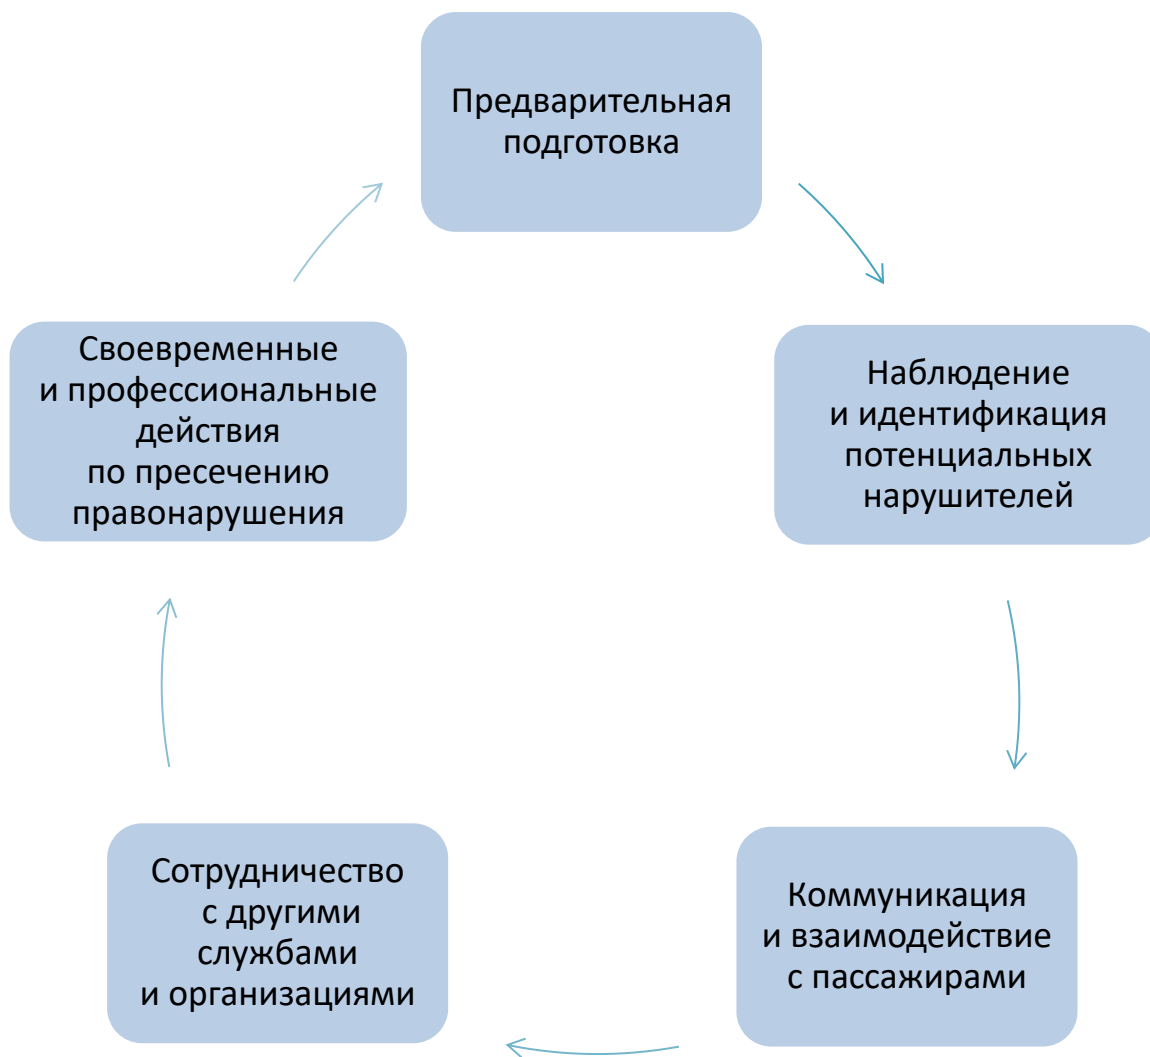 Предварительная
подготовка
Наблюдение
и идентификация
потенциальных
нарушителей
Коммуникация
и взаимодействие
с пассажирами
Сотрудничество
с другими
службами
и организациями
Своевременные
и профессиональные
действия
по пресечению
правонарушения